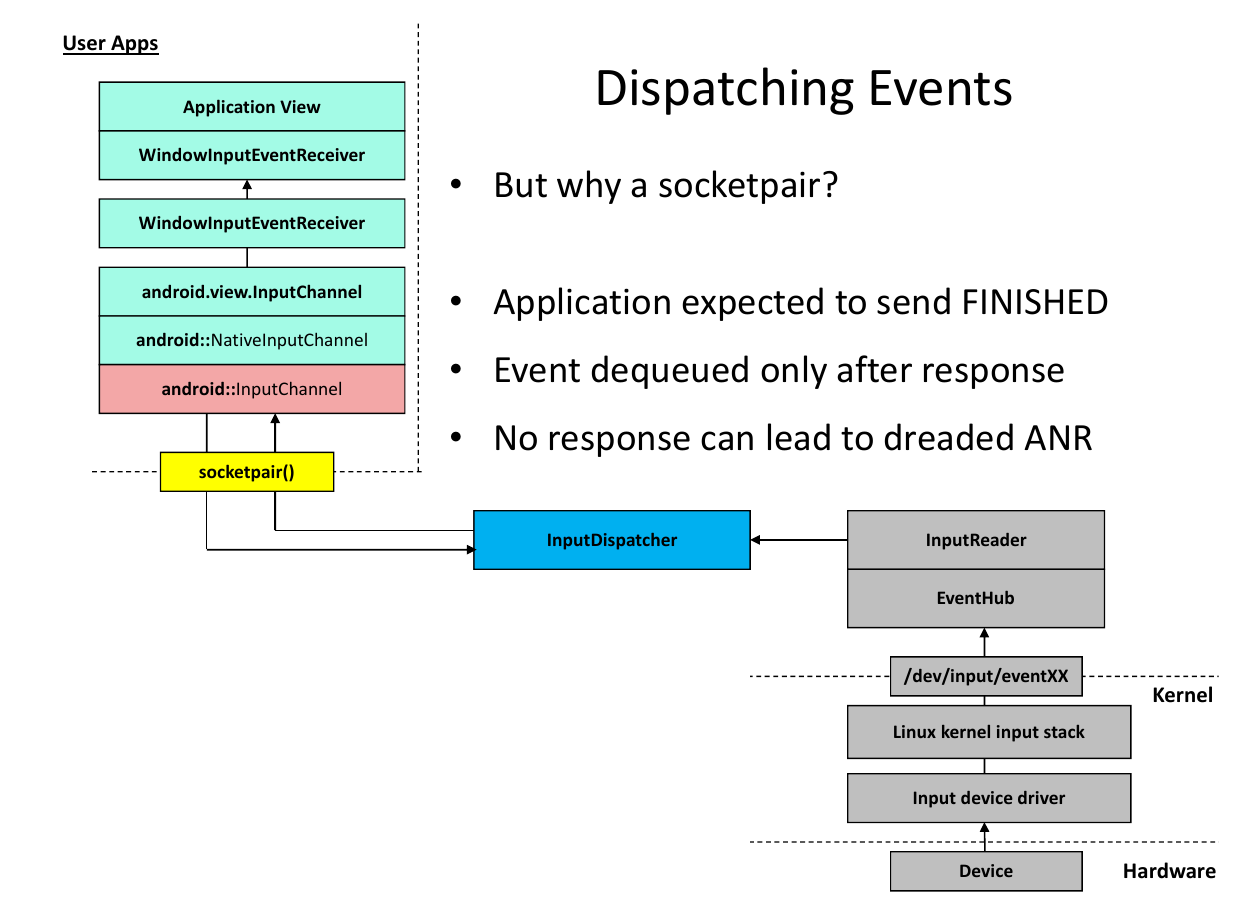 User Apps
Application View
WindowInputEventReceiver
WindowInputEventReceiver
android.view.InputChannel
android::NativeInputChannel
android::InputChannel
socketpair()
Dispatching Events
• But why a socketpair?
• Application expected to send FINISHED
• Event dequeued only after response
• No response can lead to dreaded ANR
InputDispatcher
InputReader
EventHub
/dev/input/eventXX
Kernel
Linux kernel input stack
Input device driver
Device
Hardware